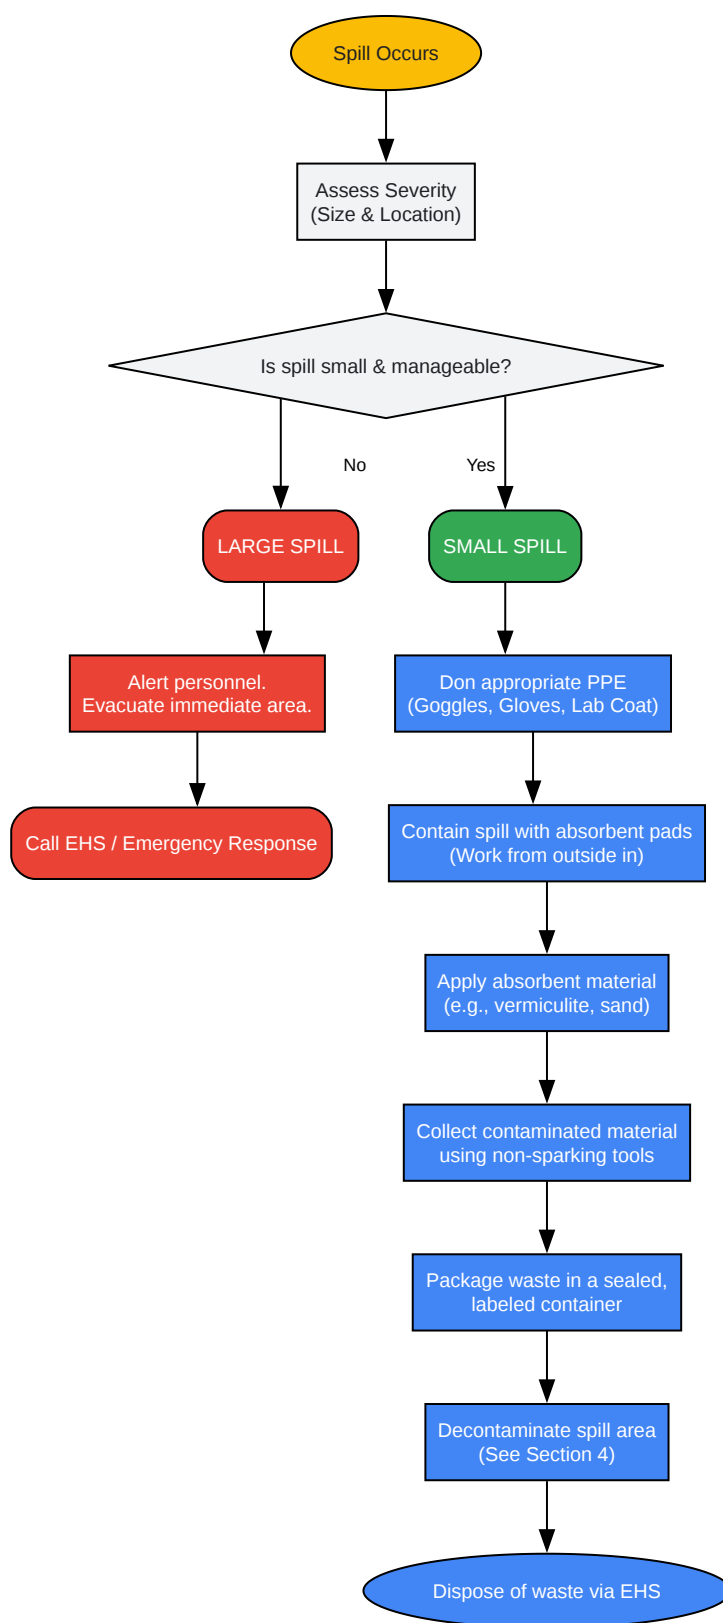 Spill Occurs
Assess Severity
(Size & Location)
Is spill small & manageable?
No
Yes
LARGE SPILL
SMALL SPILL
Alert personnel.
Evacuate immediate area.
Don appropriate PPE
(Goggles, Gloves, Lab Coat)
Call EHS / Emergency Response
Contain spill with absorbent pads
(Work from outside in)
Apply absorbent material
(e.g., vermiculite, sand)
Collect contaminated material
using non-sparking tools
Package waste in a sealed,
labeled container
Decontaminate spill area
(See Section 4)
Dispose of waste via EHS